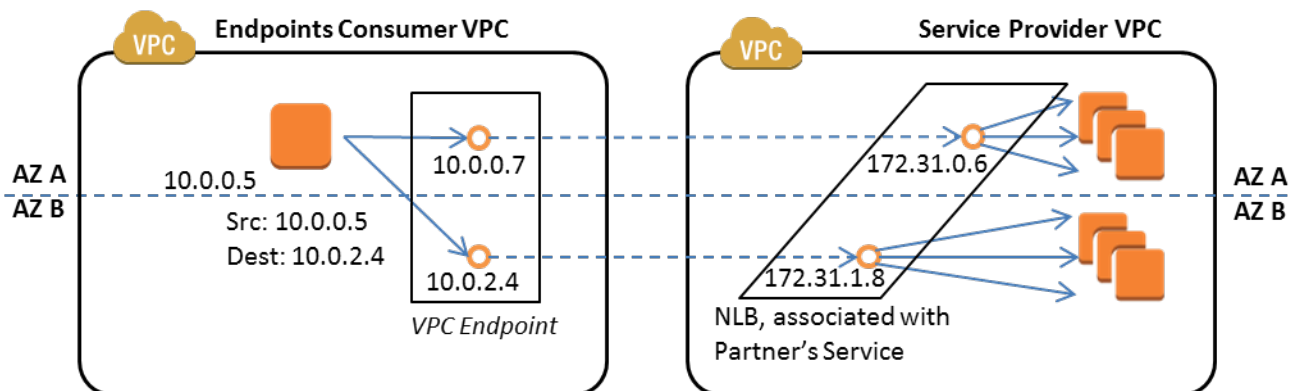 Endpoints Consumer VPC
Service Provider VPC
VPC
VPC
10.0.0.7
172.31.0.6
AZ A
10.0.0.5
AZ A
AZ B
AZ B
Src: 10.0.0.5
Dest: 10.0.2.4
10.0.2.4
172.31.1.8
VPC Endpoint
NLB, associated with
Partner's Service